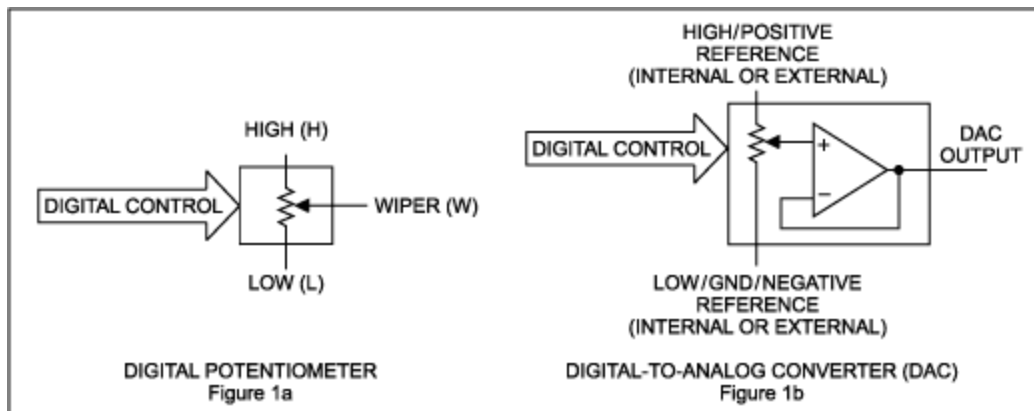 HIGH (H)
DIGITAL CONTROL
WIPER (W)
LOW (L)
DIGITAL POTENTIOMETER
Figure 1a
HIGH/POSITIVE
REFERENCE
(INTERNAL OR EXTERNAL)
DIGITAL CONTROL
+
−
DAC
OUTPUT
LOW/GND/NEGATIVE
REFERENCE
(INTERNAL OR EXTERNAL)
DIGITAL-TO-ANALOG CONVERTER (DAC)
Figure 1b